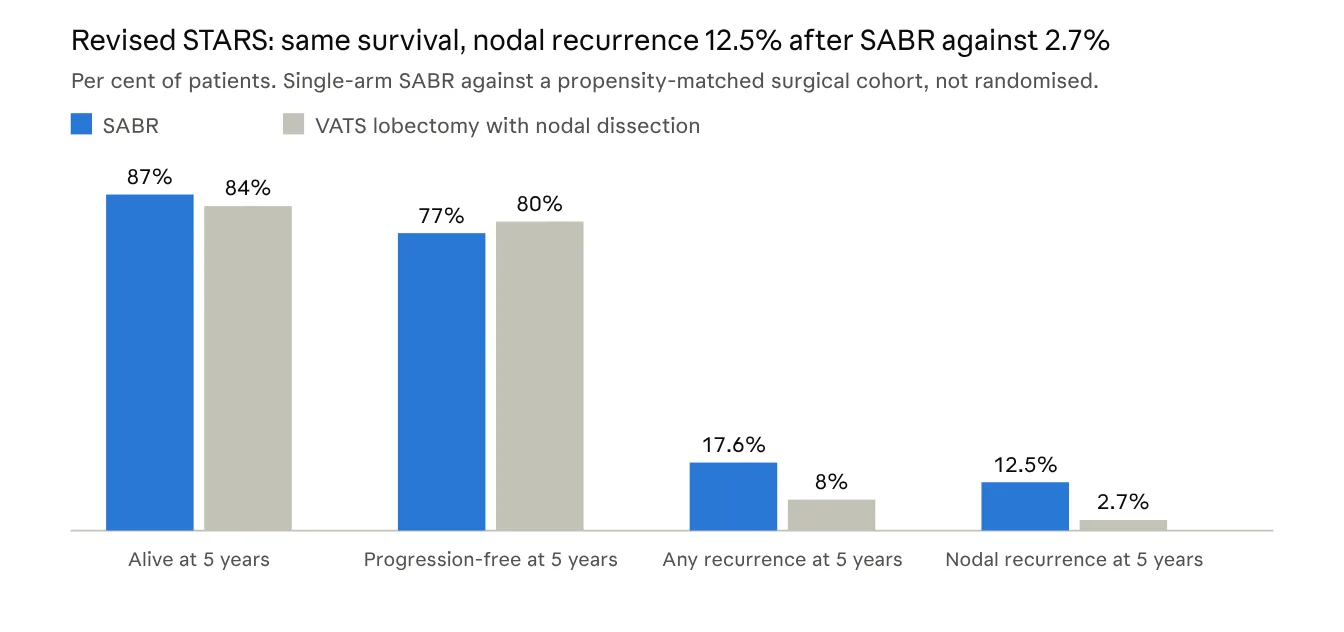 Revised STARS: same survival, nodal recurrence 12.5% after SABR against 2.7%
Per cent of patients. Single-arm SABR against a propensity-matched surgical cohort, not randomised.
SABR
VATS lobectomy with nodal dissection
87%
84%
77%
80%
17.6%
8%
12.5%
2.7%
Alive at 5 years
Progression-free at 5 years
Any recurrence at 5 years
Nodal recurrence at 5 years